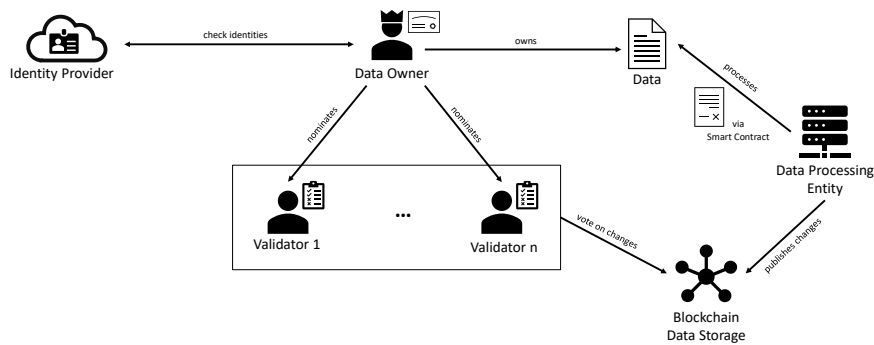 check identities
owns
Identity Provider
Data Owner
Data
processes
via
Smart Contract
nominates
nominates
Data Processing
Entity
Validator 1
...
Validator n
vote on changes
publishes changes
Blockchain
Data Storage